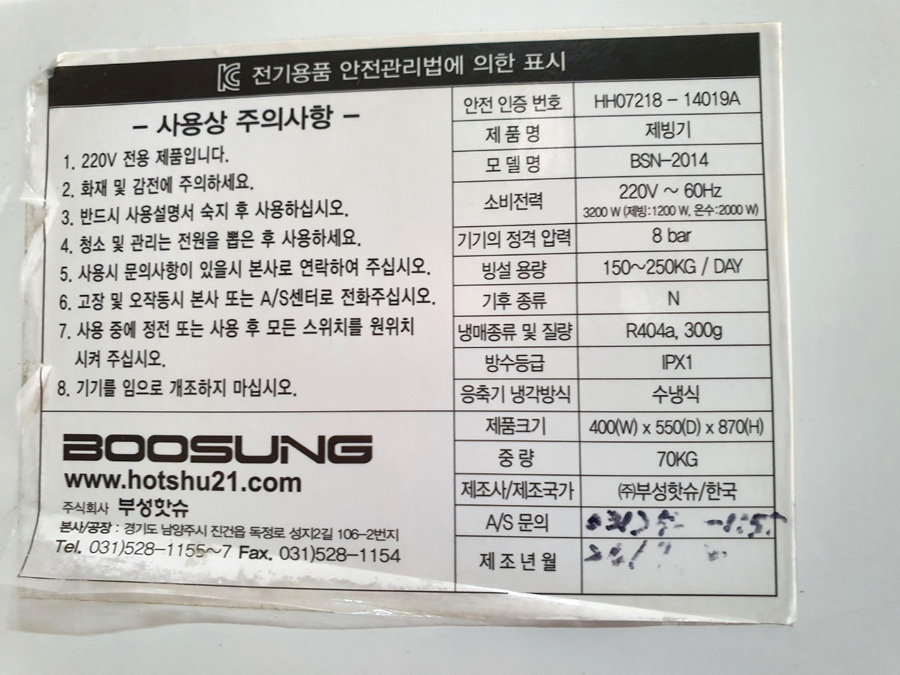 전기용품 안전관리법에 의한 표시
- 사용상 주의사항 -
1. 220V 전용 제품입니다.
2. 화재 및 감전에 주의하세요.
3. 반드시 사용설명서 숙지 후 사용하십시오.
4. 청소 및 관리는 전원을 뽑은 후 사용하세요.
5. 사용시 문의사항이 있을시 본사로 연락하여 주십시오.
6. 고장 및 오작동시 본사 또는 A/S센터로 전화주십시오.
7. 사용 중에 정전 또는 사용 후 모든 스위치를 원위치
시켜 주십시오.
8. 기기를 임으로 개조하지 마십시오.
BOOSUNG
www.hotshu21.com
주식회사 부성핫슈
본사/공장 : 경기도 남양주시 진건읍 독정로 성지2길 106-2번지
Tel. 031)528-1155~7 Fax. 031)528-1154
안전 인증 번호 HH07218 - 14019A
제 품 명 제빙기
모 델 명 BSN-2014
소비전력 220V ~ 60Hz
3200 W (제빙:1200 W, 온수:2000 W)
기기의 정격 압력 8 bar
빙설 용량 150~250KG / DAY
기후 종류 N
냉매종류 및 질량 R404a, 300g
방수등급 IPX1
응축기 냉각방식 수냉식
제품크기 400(W) x 550(D) x 870(H)
중 량 70KG
제조사/제조국가 ㈜부성핫슈/한국
A/S 문의
제 조 년 월